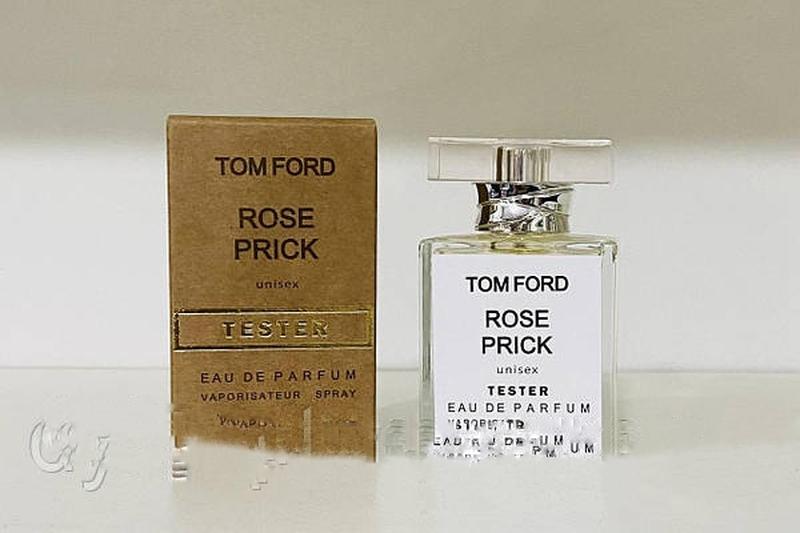 TOM FORD
ROSE
PRICK
unisex
TESTER
EAU DE PARFUM
VAPORISATEUR SPRAY
TOM FORD
ROSE
PRICK
unisex
TESTER
EAU DE PARFUM